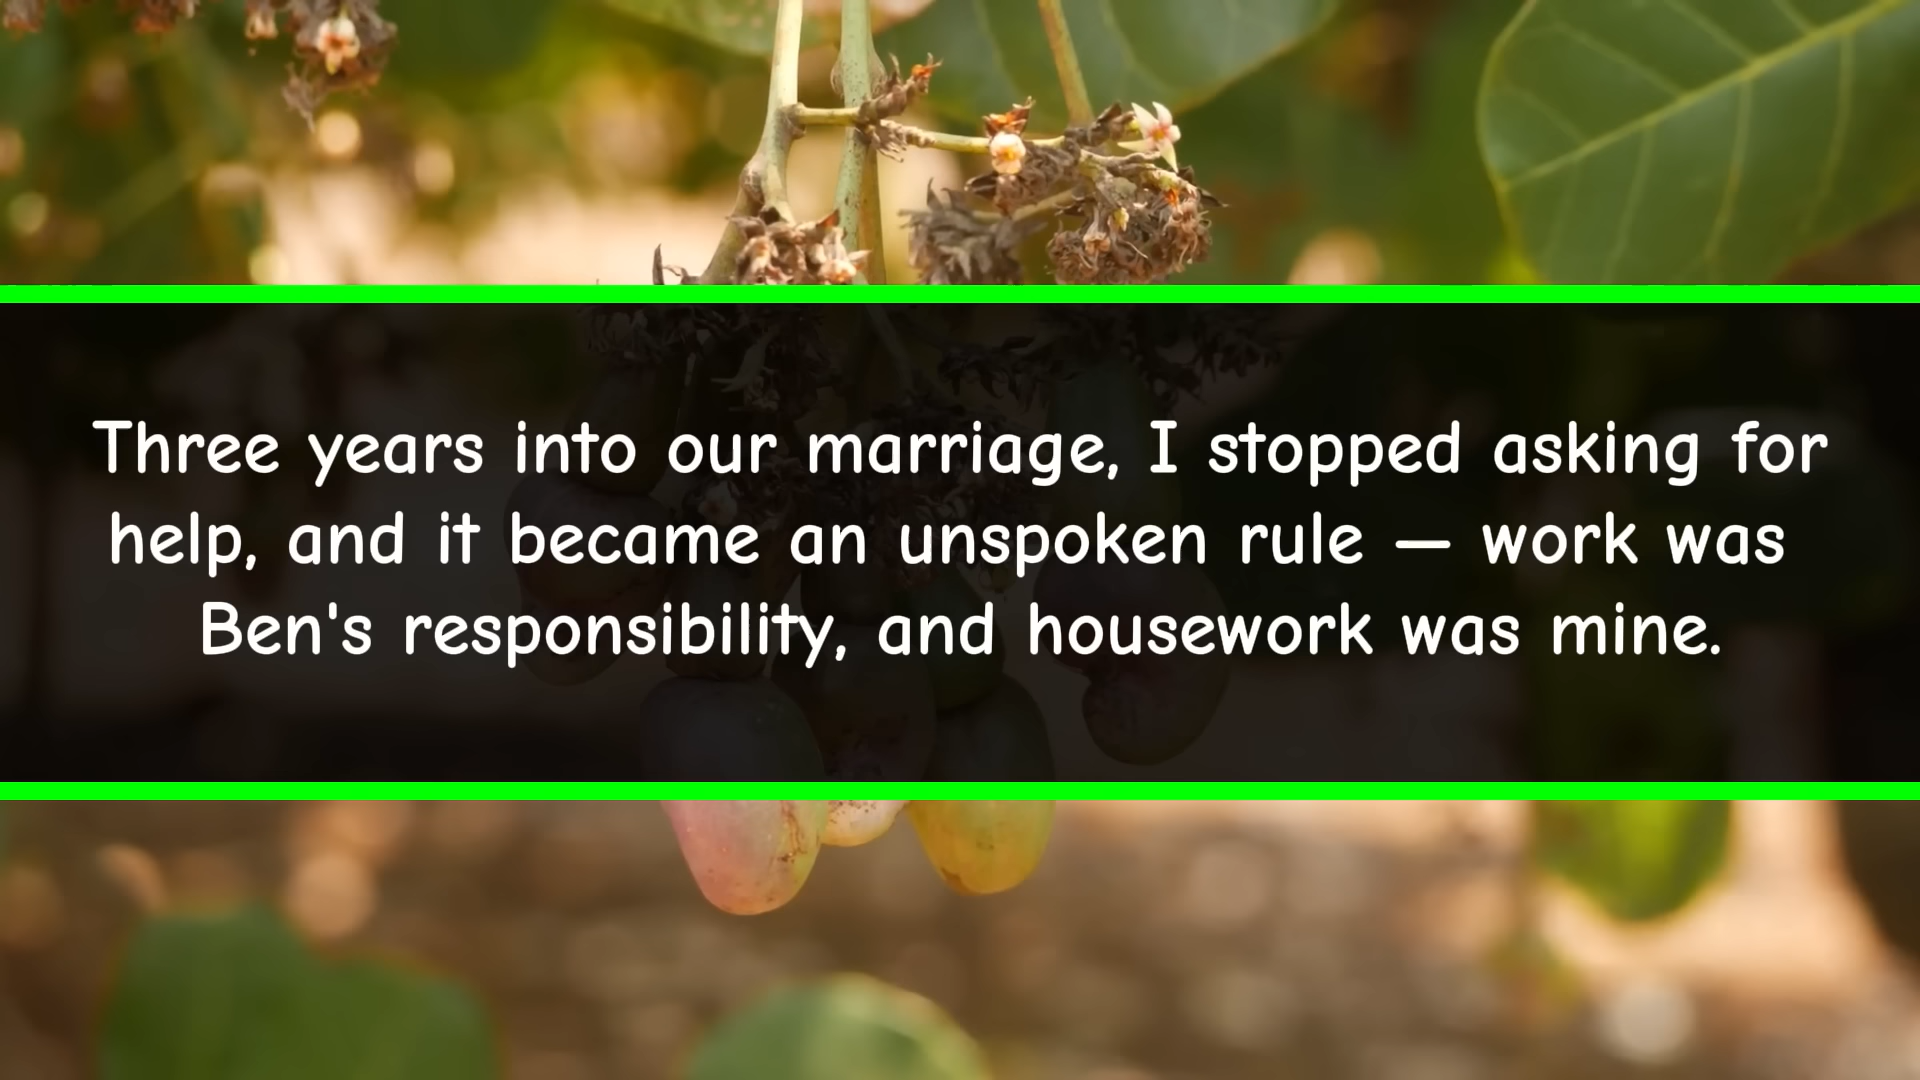 Three years into our marriage, I stopped asking for
help, and it became an unspoken rule — work was
Ben's responsibility, and housework was mine.